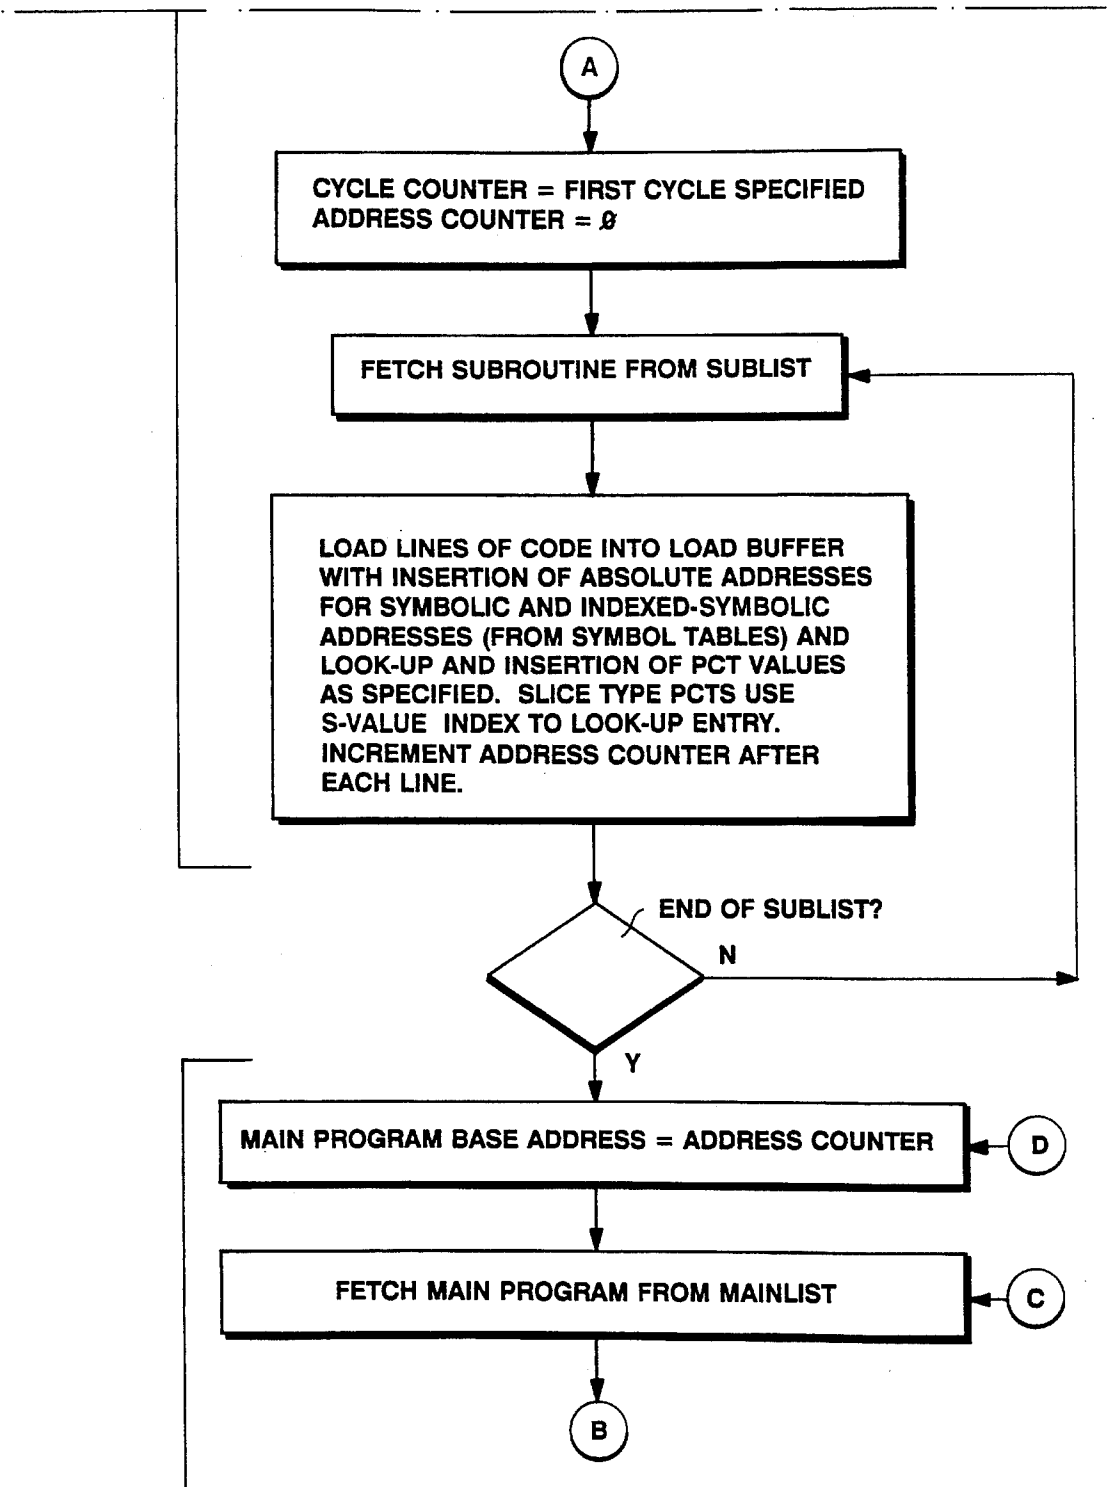 A
CYCLE COUNTER = FIRST CYCLE SPECIFIED
ADDRESS COUNTER = Ø
FETCH SUBROUTINE FROM SUBLIST
LOAD LINES OF CODE INTO LOAD BUFFER
WITH INSERTION OF ABSOLUTE ADDRESSES
FOR SYMBOLIC AND INDEXED-SYMBOLIC
ADDRESSES (FROM SYMBOL TABLES) AND
LOOK-UP AND INSERTION OF PCT VALUES
AS SPECIFIED. SLICE TYPE PCTS USE
S-VALUE INDEX TO LOOK-UP ENTRY.
INCREMENT ADDRESS COUNTER AFTER
EACH LINE.
END OF SUBLIST?
N
Y
MAIN PROGRAM BASE ADDRESS = ADDRESS COUNTER
D
FETCH MAIN PROGRAM FROM MAINLIST
C
B